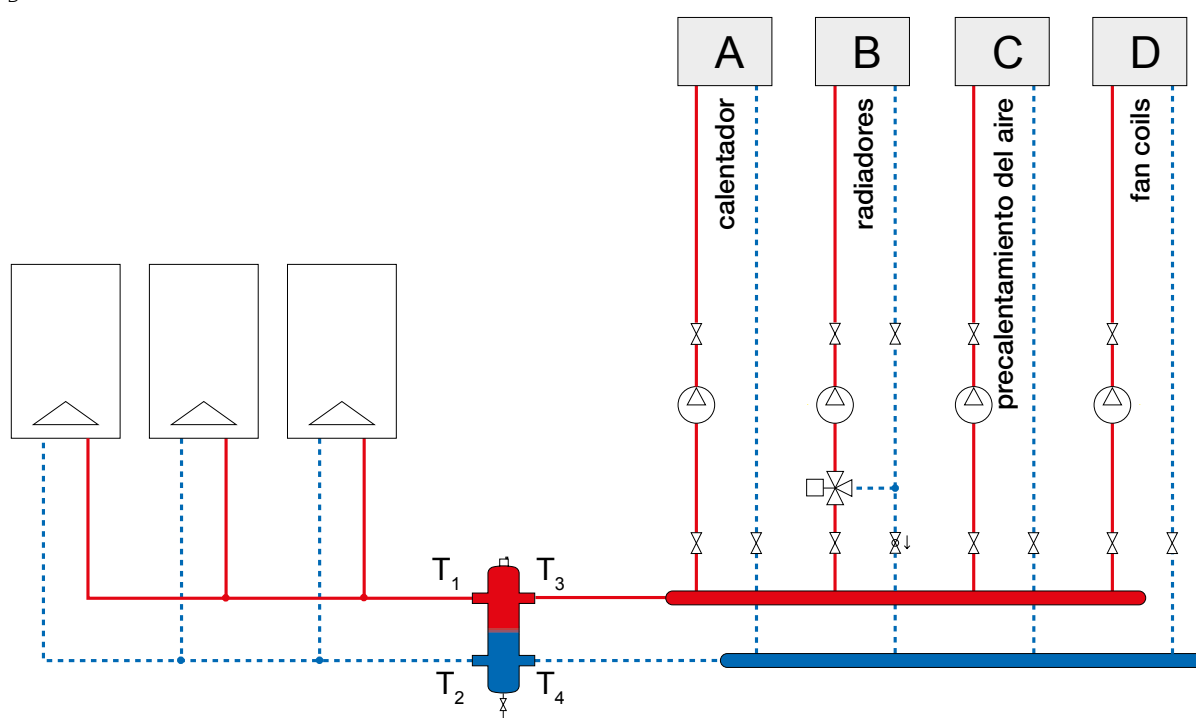 A
B
C
D
calentador
radiadores
precalentamiento del aire
fan coils
T1
T3
T2
T4